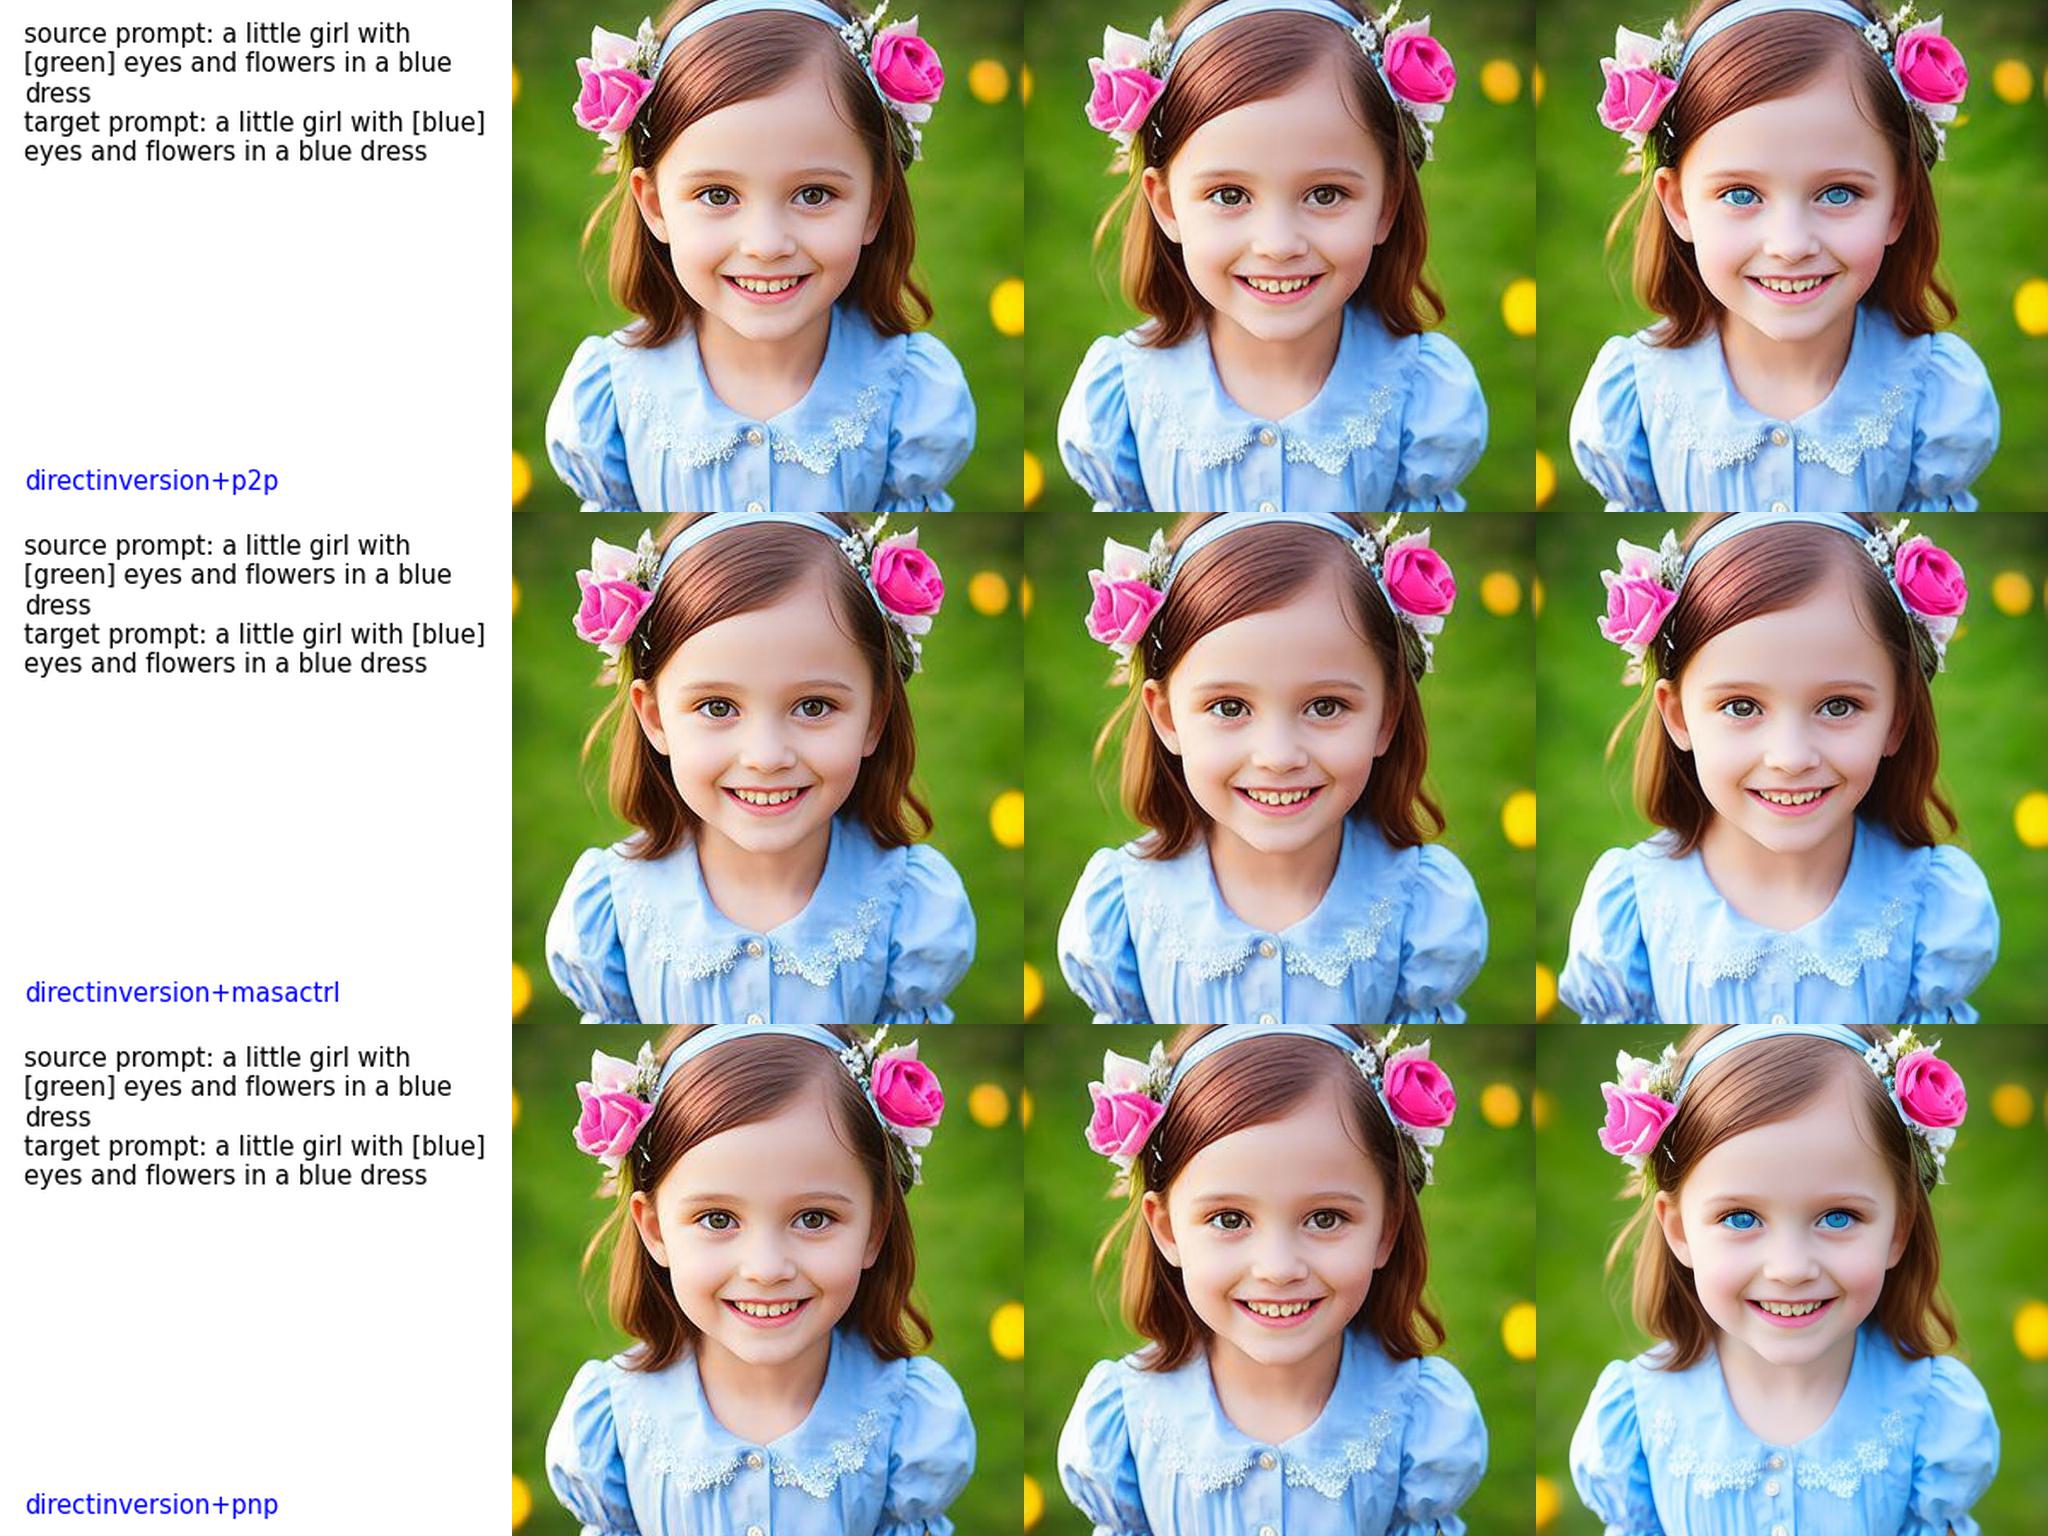 source prompt: a little girl with
[green] eyes and flowers in a blue
dress
target prompt: a little girl with [blue]
eyes and flowers in a blue dress
directinversion+p2p
source prompt: a little girl with
[green] eyes and flowers in a blue
dress
target prompt: a little girl with [blue]
eyes and flowers in a blue dress
directinversion+masactrl
source prompt: a little girl with
[green] eyes and flowers in a blue
dress
target prompt: a little girl with [blue]
eyes and flowers in a blue dress
directinversion+pnp